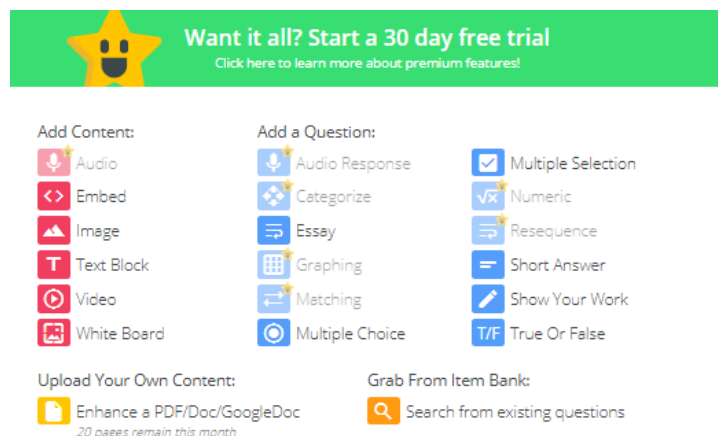 Want it all? Start a 30 day free trial
Click here to learn more about premium features!
Add Content:
Audio
Embed
Image
T Text Block
Video
White Board
Add a Question:
Audio Response
Categorize
Essay
Graphing
Matching
Multiple Choice
Multiple Selection
√x Numeric
Resequence
Short Answer
Show Your Work
T/F True Or False
Upload Your Own Content:
Enhance a PDF/Doc/GoogleDoc
20 pages remain this month
Grab From Item Bank:
Search from existing questions